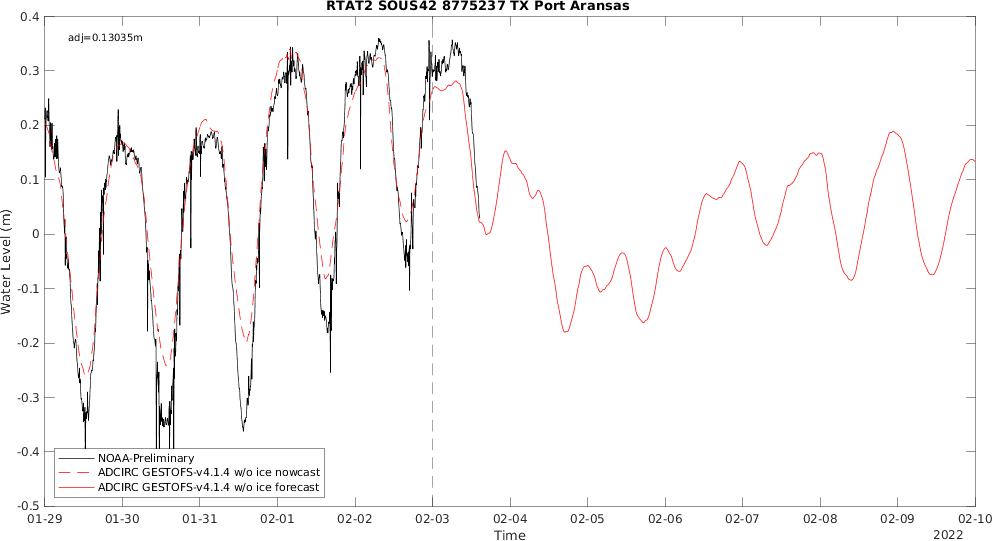 RTAT2 SOUS42 8775237 TX Port Aransas
adj=0.13035m
0.4
0.3
0.2
0.1
0
-0.1
-0.2
-0.3
-0.4
-0.5
Water Level (m)
NOAA-Preliminary
ADCIRC GESTOFS-v4.1.4 w/o ice nowcast
ADCIRC GESTOFS-v4.1.4 w/o ice forecast
01-29 01-30 01-31 02-01 02-02 02-03 02-04 02-05 02-06 02-07 02-08 02-09 02-10
Time
2022